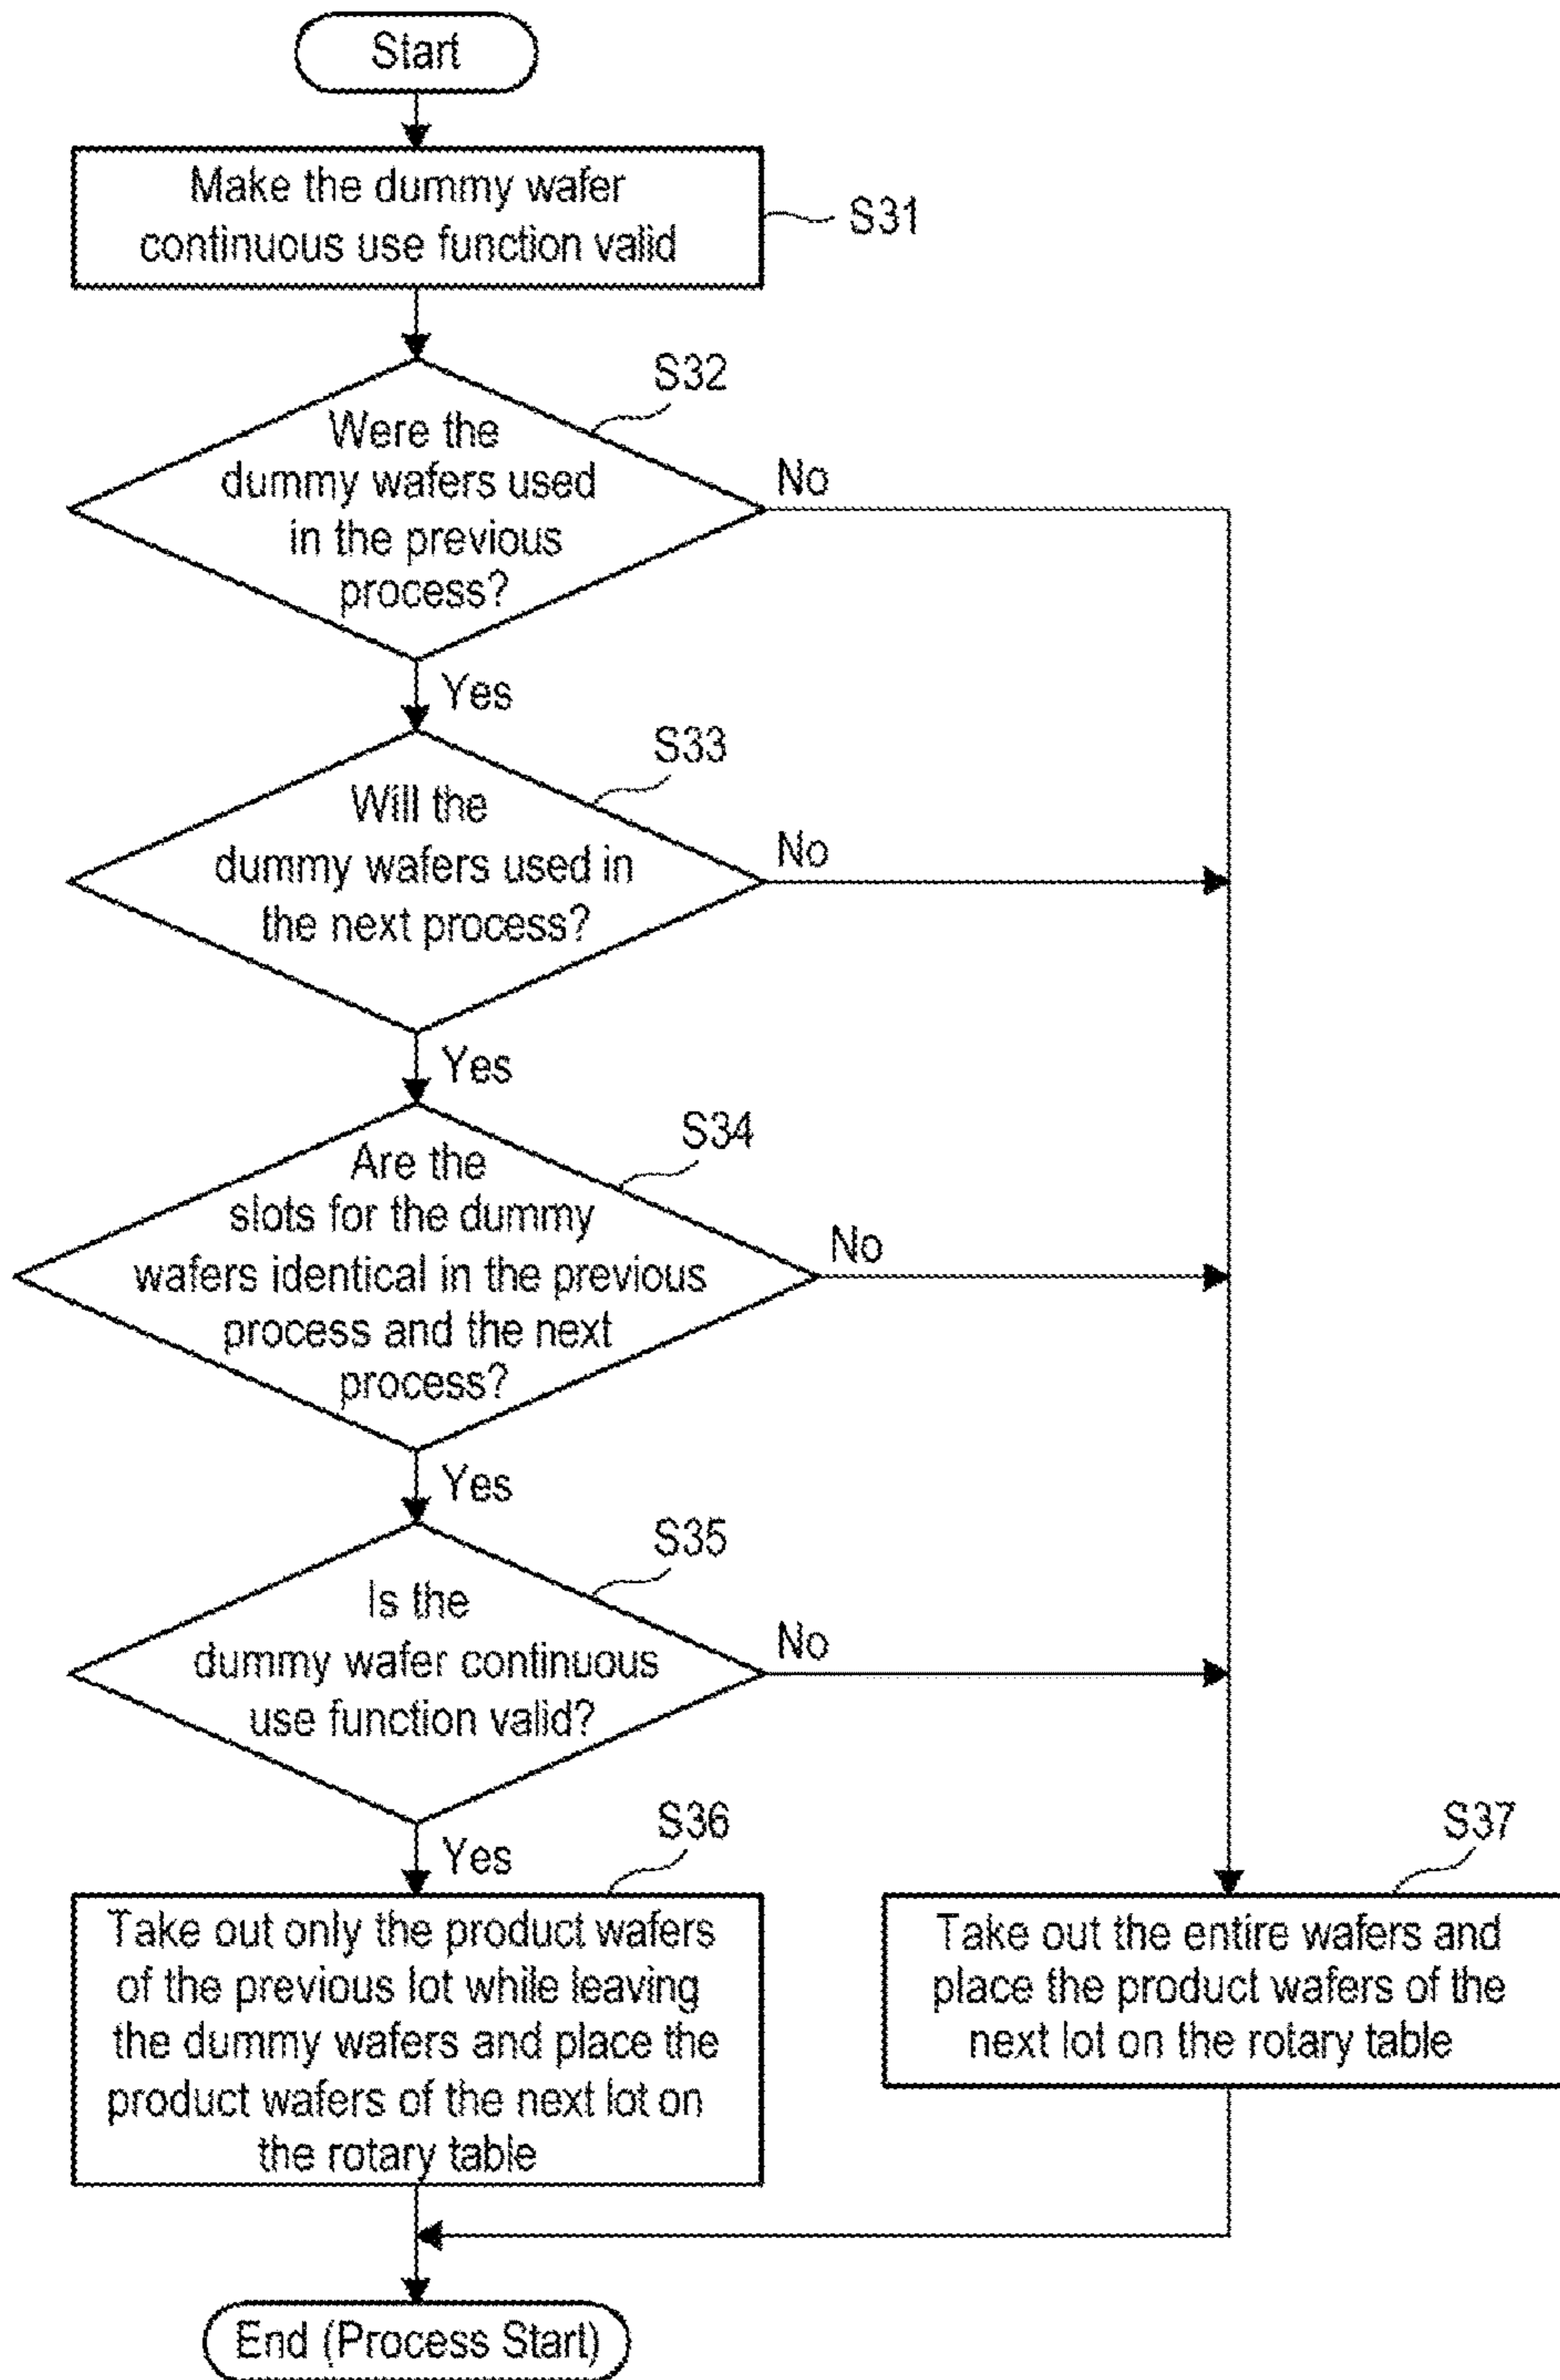 Start
Make the dummy wafer
continuous use function valid
S31
S32
Were the
dummy wafers used
in the previous
process?
No
Yes
S33
Will the
dummy wafers used in
the next process?
No
Yes
S34
Are the
slots for the dummy
wafers identical in the previous
process and the next
process?
No
Yes
S35
Is the
dummy wafer continuous
use function valid?
No
Yes
S36
Take out only the product wafers
of the previous lot while leaving
the dummy wafers and place the
product wafers of the next lot on
the rotary table
S37
Take out the entire wafers and
place the product wafers of the
next lot on the rotary table
End (Process Start)